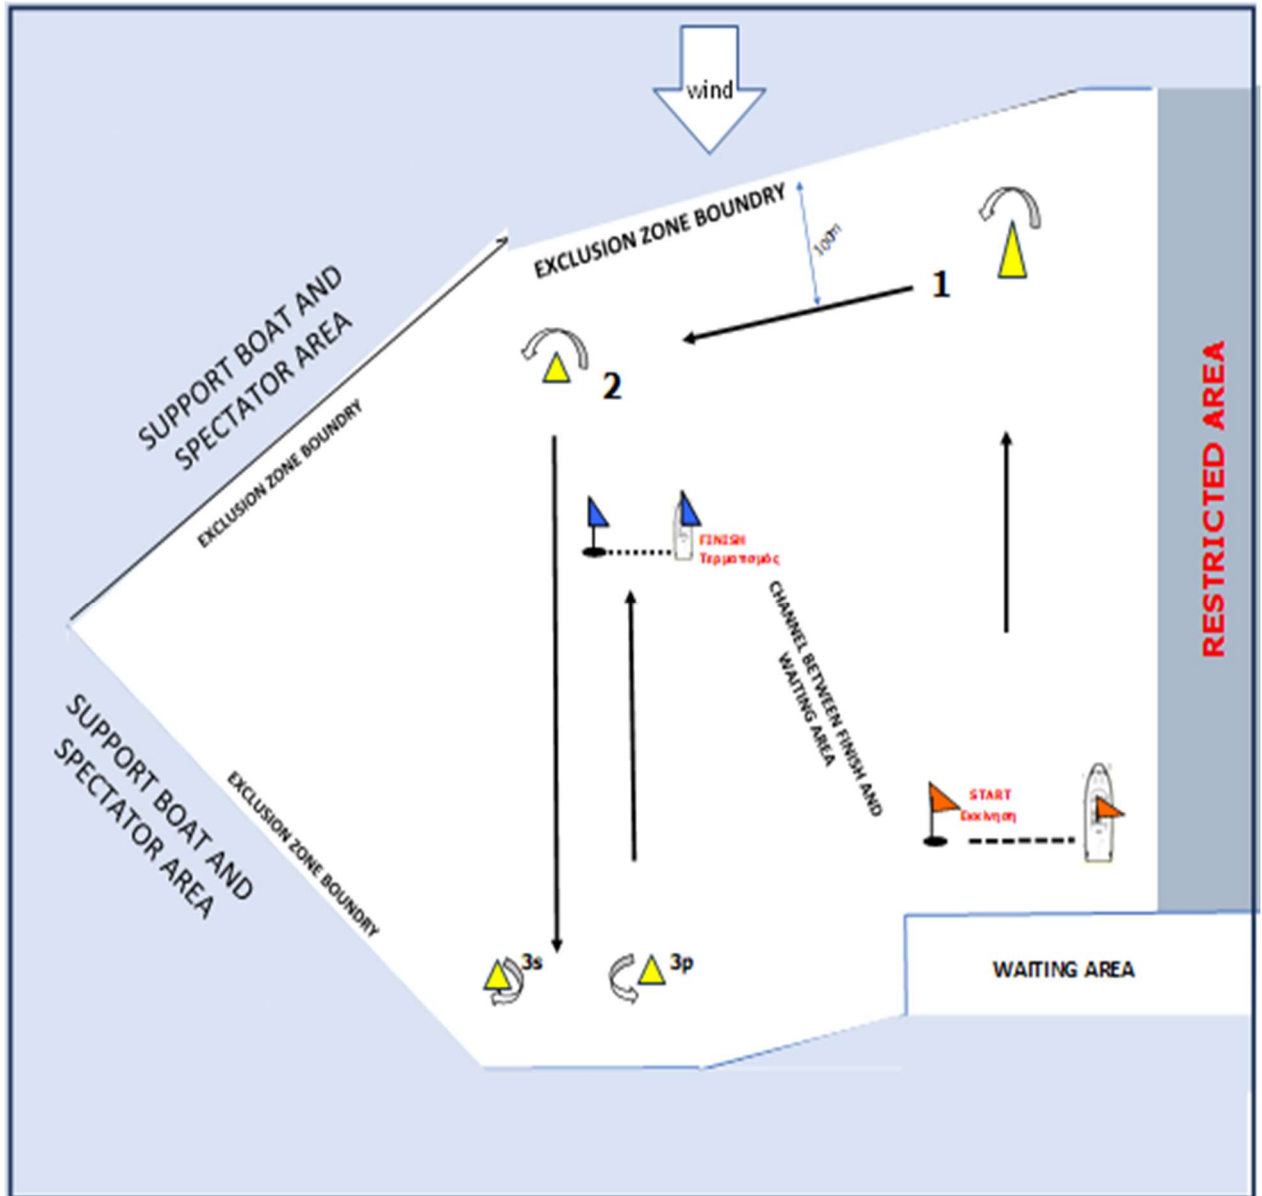 wind
EXCLUSION ZONE BOUNDRY
100m
1
SUPPORT BOAT AND
SPECTATOR AREA
2
EXCLUSION ZONE BOUNDRY
RESTRICTED AREA
FINISH
Τερματισμός
CHANNEL BETWEEN FINISH AND
WAITING AREA
SUPPORT BOAT AND
SPECTATOR AREA
EXCLUSION ZONE BOUNDRY
START
Εκκίνηση
3s
3p
WAITING AREA